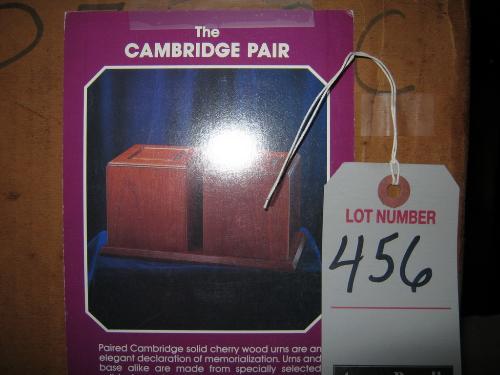 The
CAMBRIDGE PAIR
LOT NUMBER
456
Paired Cambridge solid cherry wood urns are an
elegant declaration of memorialization. Urns and
base alike are made from specially selected